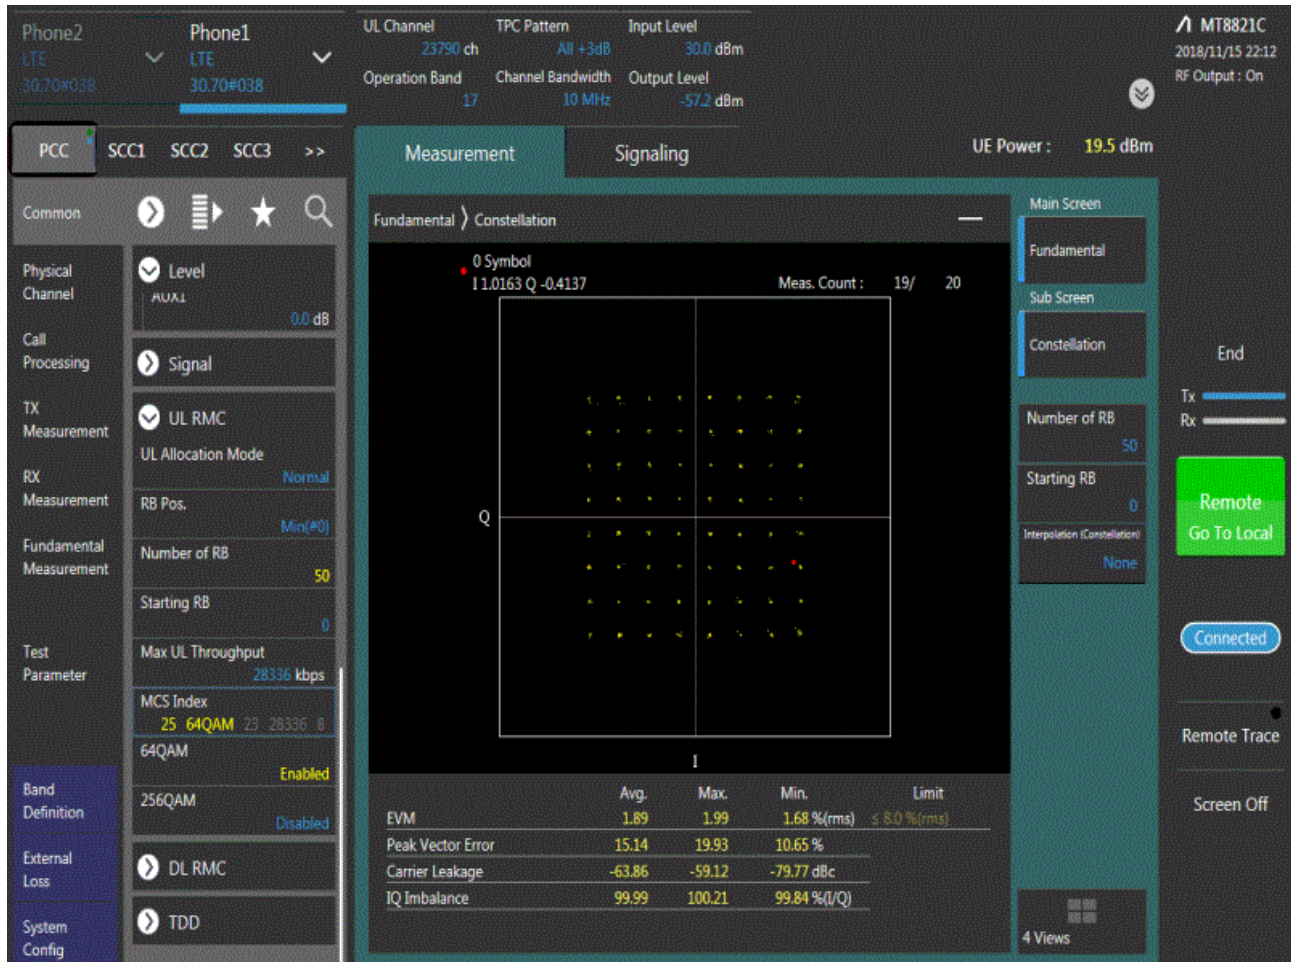 Phone2
LTE
30.70#038
Phone1
LTE
30.70#038
UL Channel
23790 ch
TPC Pattern
All +3dB
Input Level
30.0 dBm
Operation Band
17
Channel Bandwidth
10 MHz
Output Level
-57.2 dBm
MT8821C
2018/11/15 22:12
RF Output : On
PCC SCC1 SCC2 SCC3 >>
Measurement
Signaling
UE Power : 19.5 dBm
Common
Physical
Channel
Call
Processing
TX
Measurement
RX
Measurement
Fundamental
Measurement
Test
Parameter
Band
Definition
External
Loss
System
Config
Level
AUX1
0.0 dB
Signal
UL RMC
UL Allocation Mode
Normal
RB Pos.
Min(#0)
Number of RB
50
Starting RB
0
Max UL Throughput
28336 kbps
MCS Index
25 64QAM 23 28336 8
64QAM
Enabled
256QAM
Disabled
DL RMC
TDD
Fundamental 〉 Constellation
0 Symbol
I 1.0163 Q -0.4137
Meas. Count : 19/ 20
Q
I
Avg. Max. Min. Limit
EVM 1.89 1.99 1.68 %(rms) ≤ 8.0 %(rms)
Peak Vector Error 15.14 19.93 10.65 %
Carrier Leakage -63.86 -59.12 -79.77 dBc
IQ Imbalance 99.99 100.21 99.84 %(I/Q)
Main Screen
Fundamental
Sub Screen
Constellation
Number of RB
50
Starting RB
0
Interpolation (Constellation)
None
4 Views
End
Tx
Rx
Remote
Go To Local
Connected
Remote Trace
Screen Off